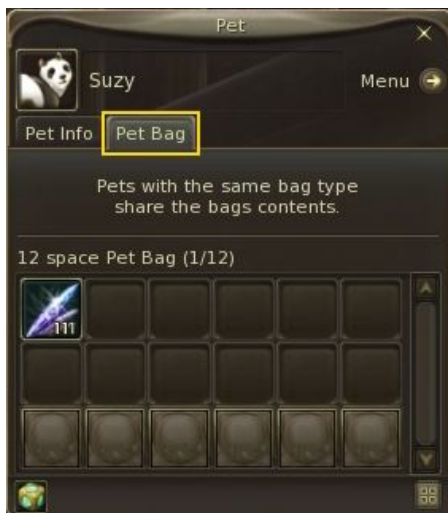 Pet
Suzy
Menu
Pet Info Pet Bag
Pets with the same bag type
share the bags contents.
12 space Pet Bag (1/12)
111